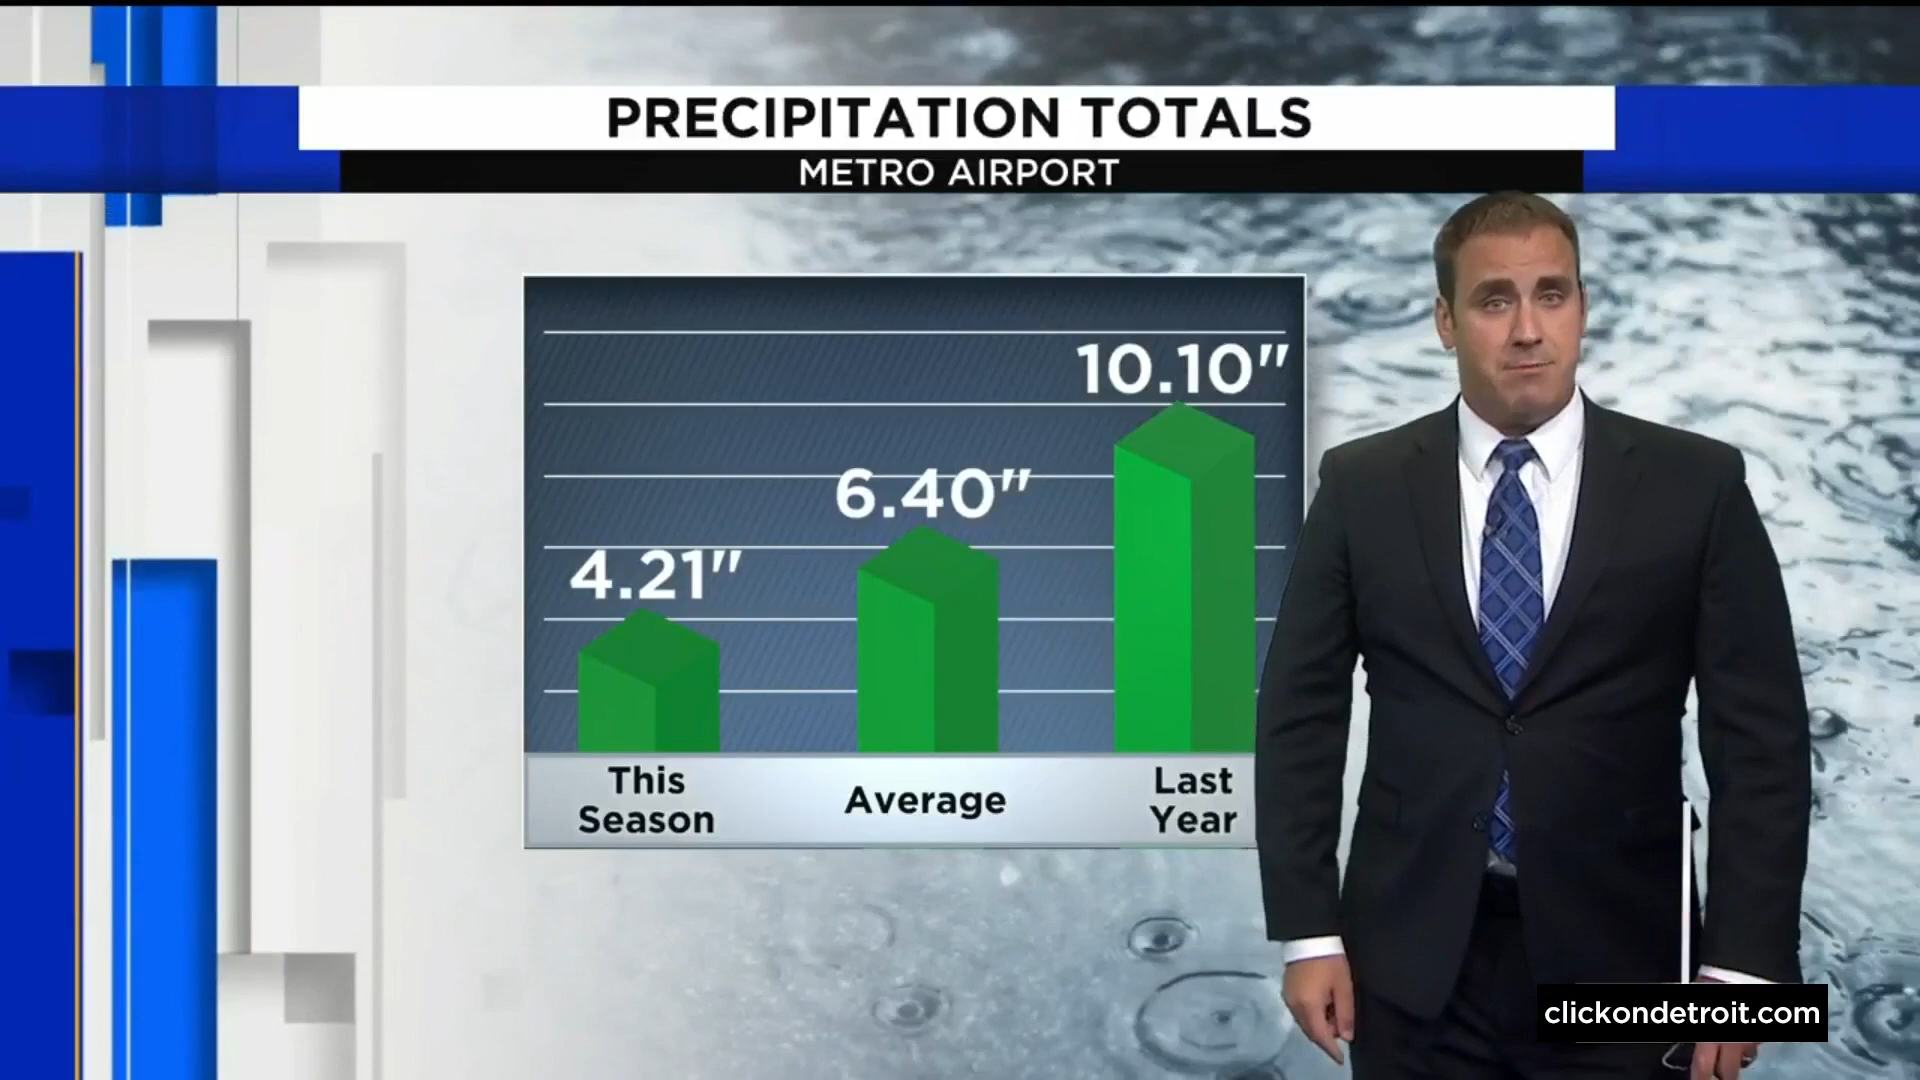 PRECIPITATION TOTALS
METRO AIRPORT
10.10"
6.40"
4.21"
This
Season
Average
Last
Year
clickondetroit.com